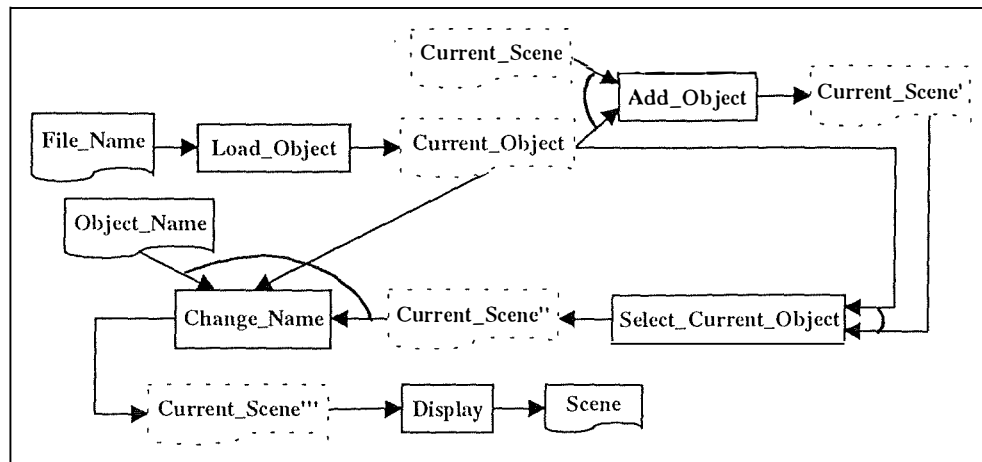 Current_Scene
Add_Object
Current_Scene'
File_Name
Load_Object
Current_Object
Object_Name
Change_Name
Current_Scene''
Select_Current_Object
Current_Scene'''
Display
Scene